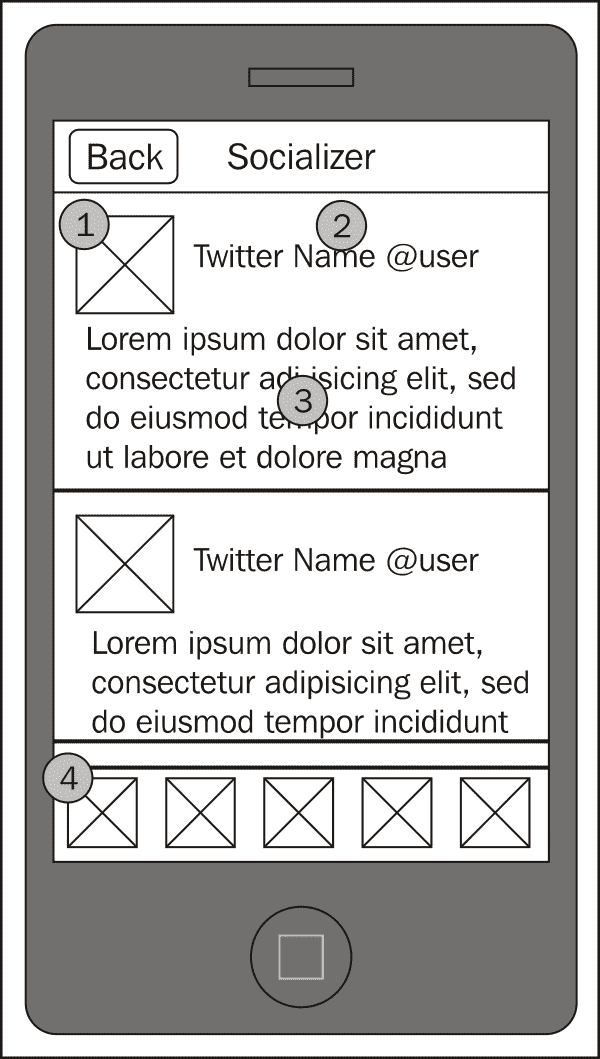 Back Socializer
1
2
Twitter Name @user
Lorem ipsum dolor sit amet,
consectetur adipisicing elit, sed
3
do eiusmod tempor incididunt
ut labore et dolore magna
Twitter Name @user
Lorem ipsum dolor sit amet,
consectetur adipisicing elit, sed
do eiusmod tempor incididunt
4